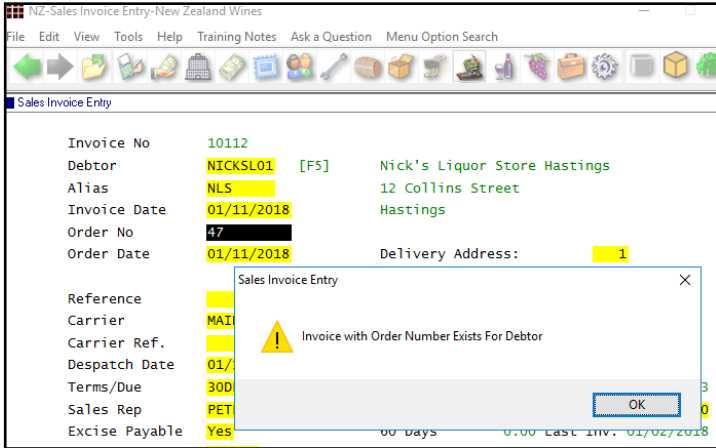 NZ-Sales Invoice Entry-New Zealand Wines
File Edit View Tools Help Training Notes Ask a Question Menu Option Search
Sales Invoice Entry
Invoice No 10112
Debtor NICKSL01 [F5] Nick's Liquor Store Hastings
Alias NLS 12 Collins Street
Invoice Date 01/11/2018 Hastings
Order No 47
Order Date 01/11/2018 Delivery Address: 1
Sales Invoice Entry
Reference
Carrier MAI
Invoice with Order Number Exists For Debtor
Carrier Ref.
Despatch Date 01/
Terms/Due 30D 3
Sales Rep PET OK 0
Excise Payable Yes 60 Days 0.00 Last Inv. 01/02/2018